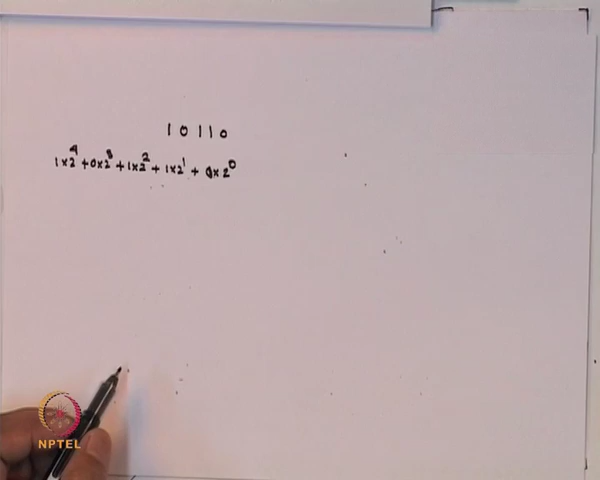 1 0 1 1 0
1×2⁴ + 0×2³ + 1×2² + 1×2¹ + 0×2⁰
NPTEL